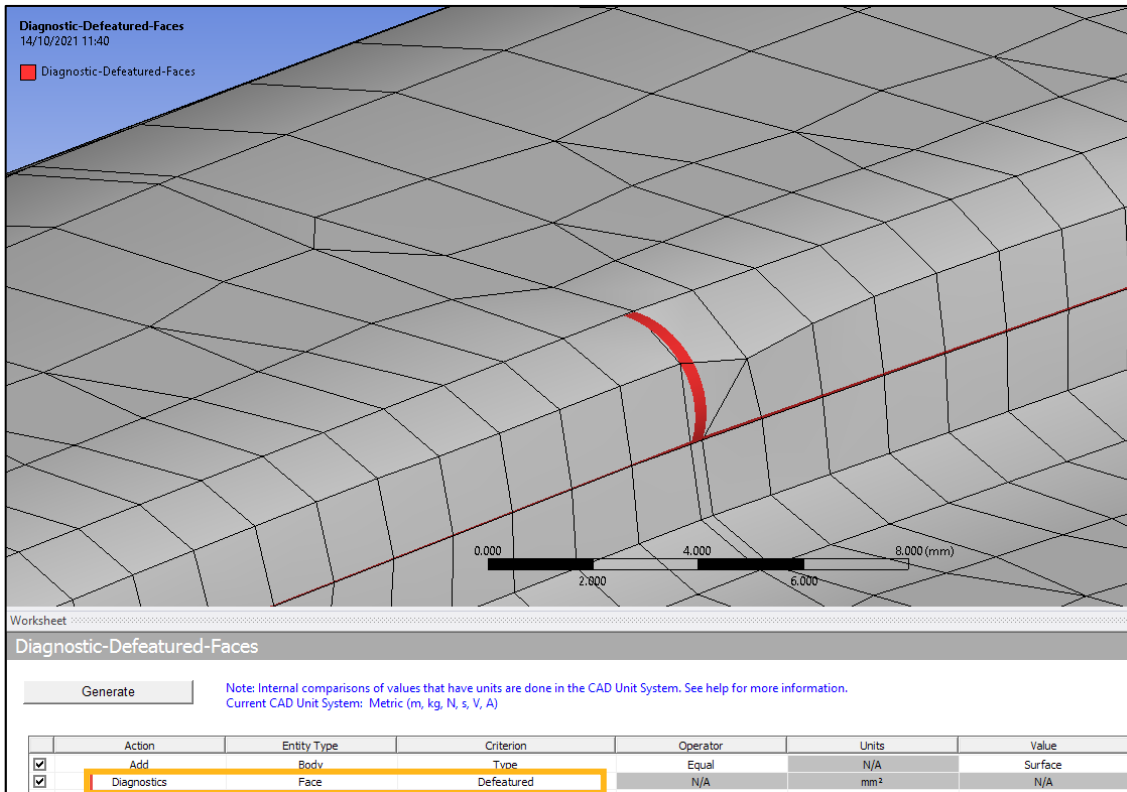 Diagnostic-Defeatured-Faces
14/10/2021 11:40
Diagnostic-Defeatured-Faces
0.000 4.000 8.000 (mm)
2.000 6.000
Worksheet
Diagnostic-Defeatured-Faces
Generate
Note: Internal comparisons of values that have units are done in the CAD Unit System. See help for more information.
Current CAD Unit System: Metric (m, kg, N, s, V, A)
Action Entity Type Criterion Operator Units Value
Add Body Type Equal N/A Surface
Diagnostics Face Defeatured N/A mm² N/A